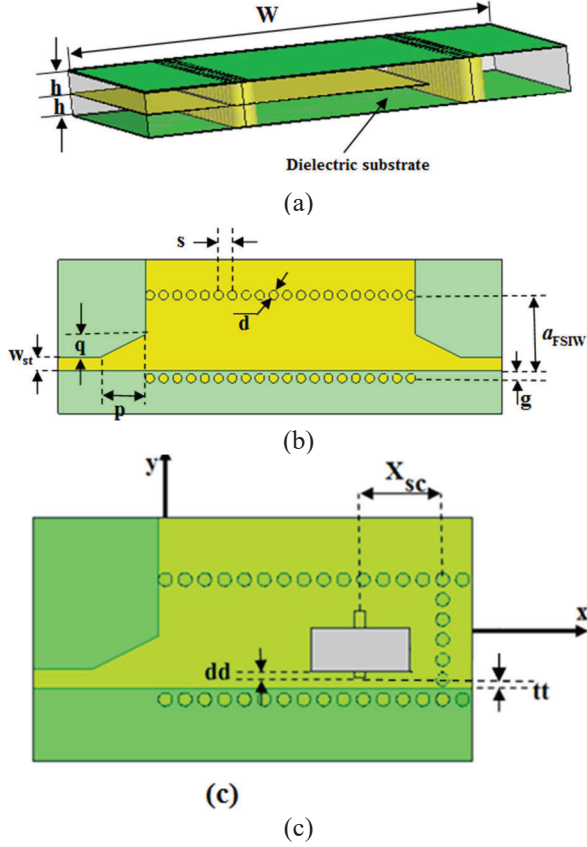 W
h
h
Dielectric substrate
(a)
s
d
q
w_st
p
a_FSIW
g
(b)
y
X_sc
x
dd
tt
(c)
(c)